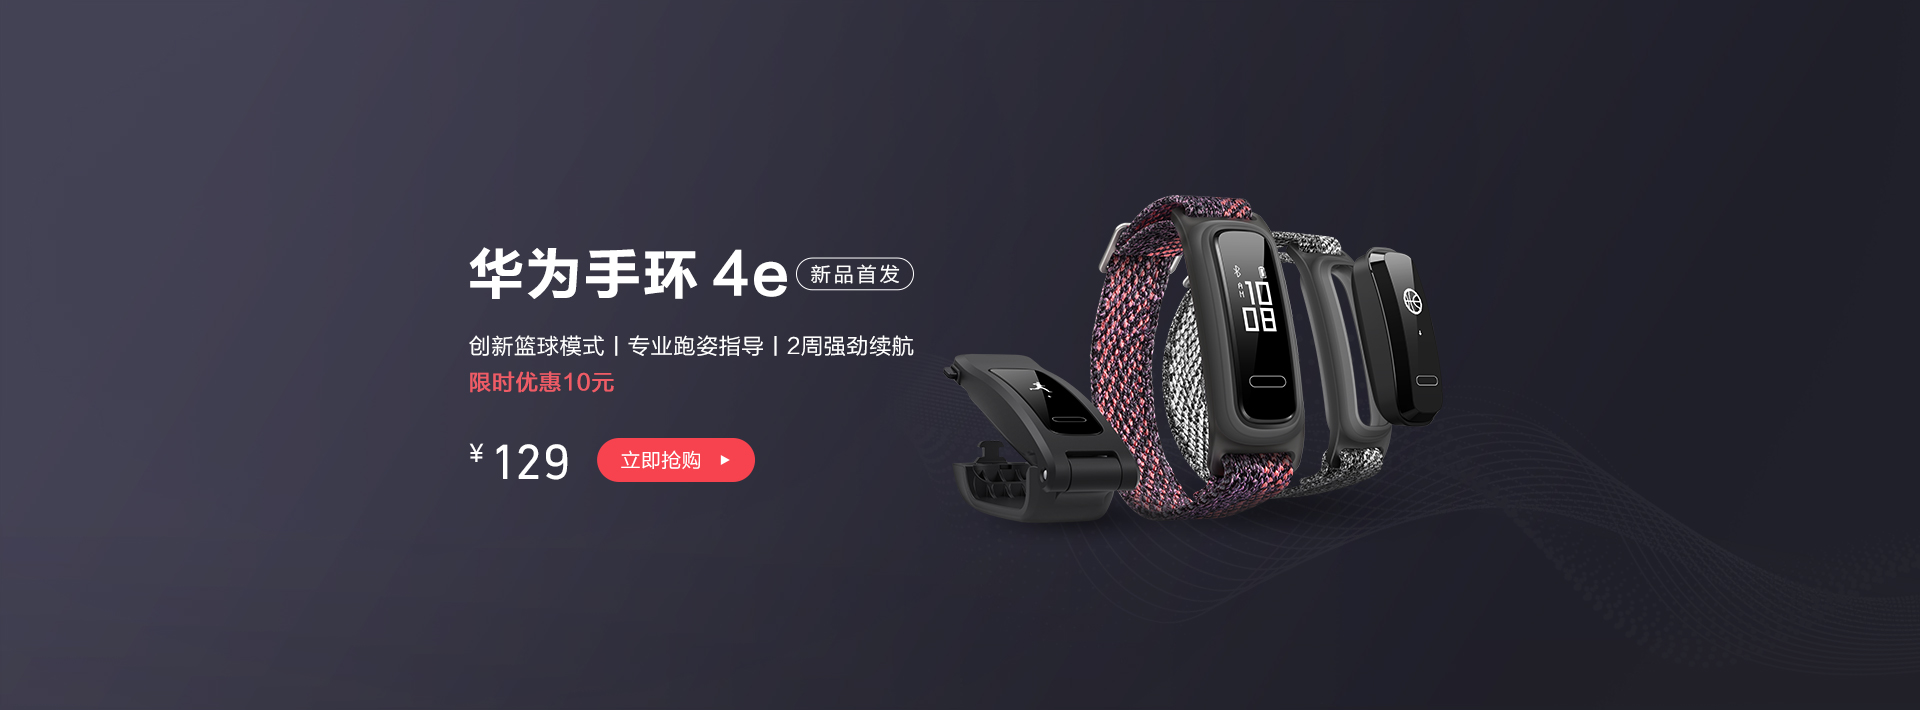 华为手环 4e 新品首发
创新篮球模式 | 专业跑姿指导 | 2周强劲续航
限时优惠10元
¥ 129 立即抢购
AM
10
08